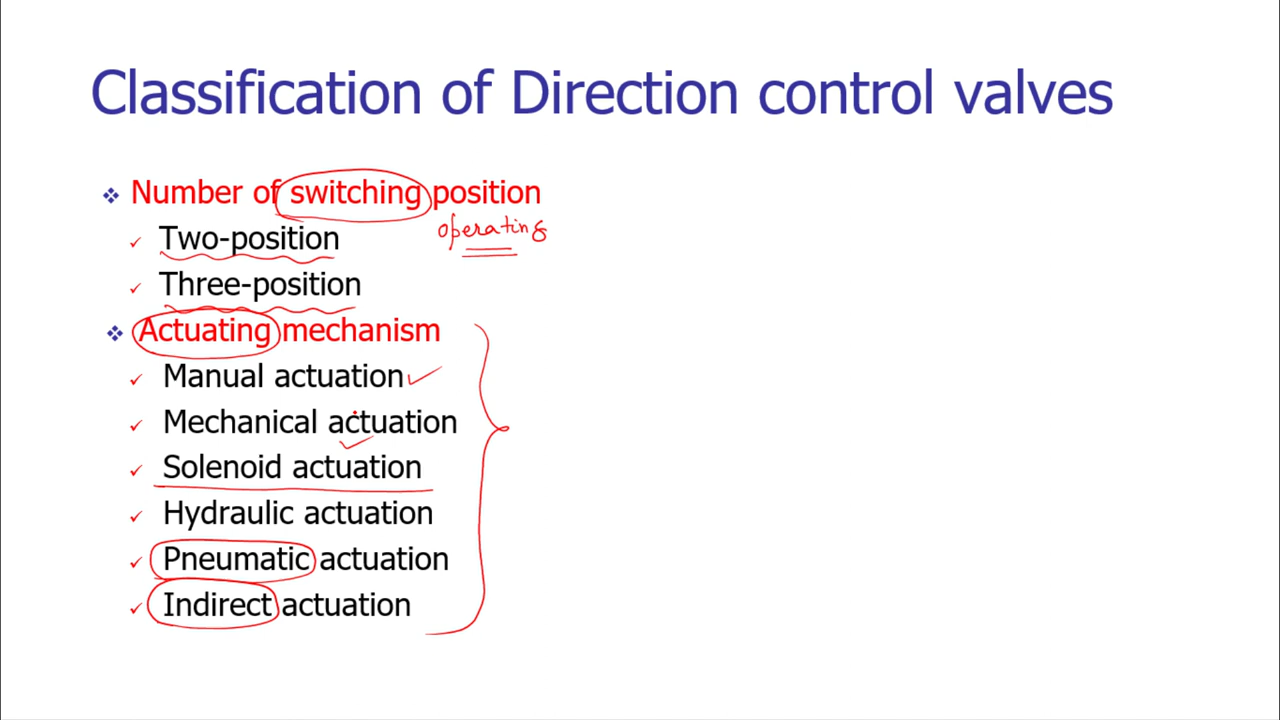 Classification of Direction control valves
Number of switching position
operating
Two-position
Three-position
Actuating mechanism
Manual actuation
Mechanical actuation
Solenoid actuation
Hydraulic actuation
Pneumatic actuation
Indirect actuation